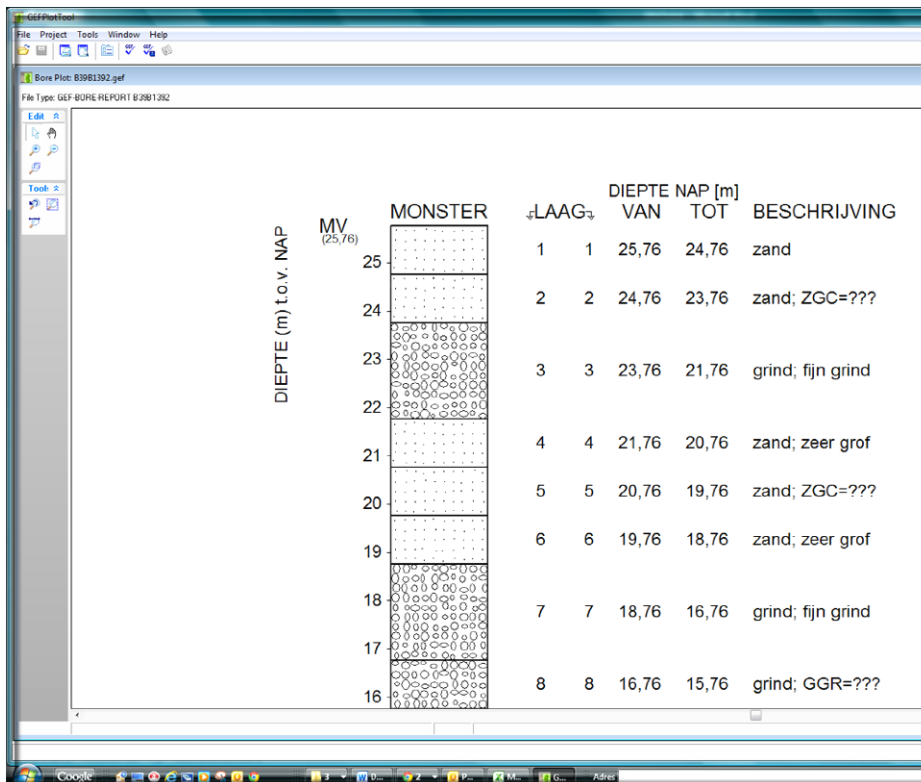 GEFPlotTool
File Project Tools Window Help
Bore Plot: B39B1392.gef
File Type: GEF-BORE-REPORT B39B1392
Edit
Tools
DIEPTE (m) t.o.v. NAP
DIEPTE NAP [m]
MV MONSTER LAAG VAN TOT BESCHRIJVING
(25,76)
1 1 25,76 24,76 zand
25
2 2 24,76 23,76 zand; ZGC=???
24
23
3 3 23,76 21,76 grind; fijn grind
22
4 4 21,76 20,76 zand; zeer grof
21
5 5 20,76 19,76 zand; ZGC=???
20
6 6 19,76 18,76 zand; zeer grof
19
18
7 7 18,76 16,76 grind; fijn grind
17
8 8 16,76 15,76 grind; GGR=???
16
Google 3 D... 2 P... M... G... Adres